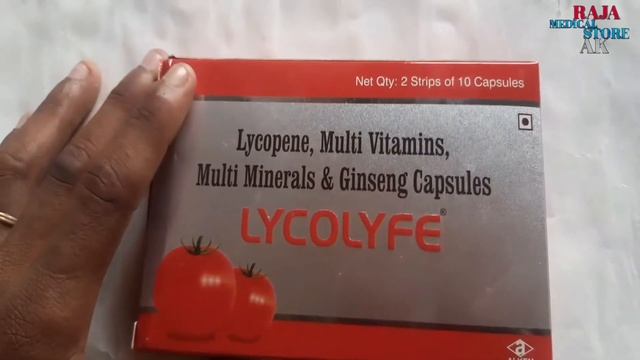 RAJA
MEDICAL
STORE
AK
Net Qty: 2 Strips of 10 Capsules
Lycopene, Multi Vitamins,
Multi Minerals & Ginseng Capsules
LYCOLYFE®